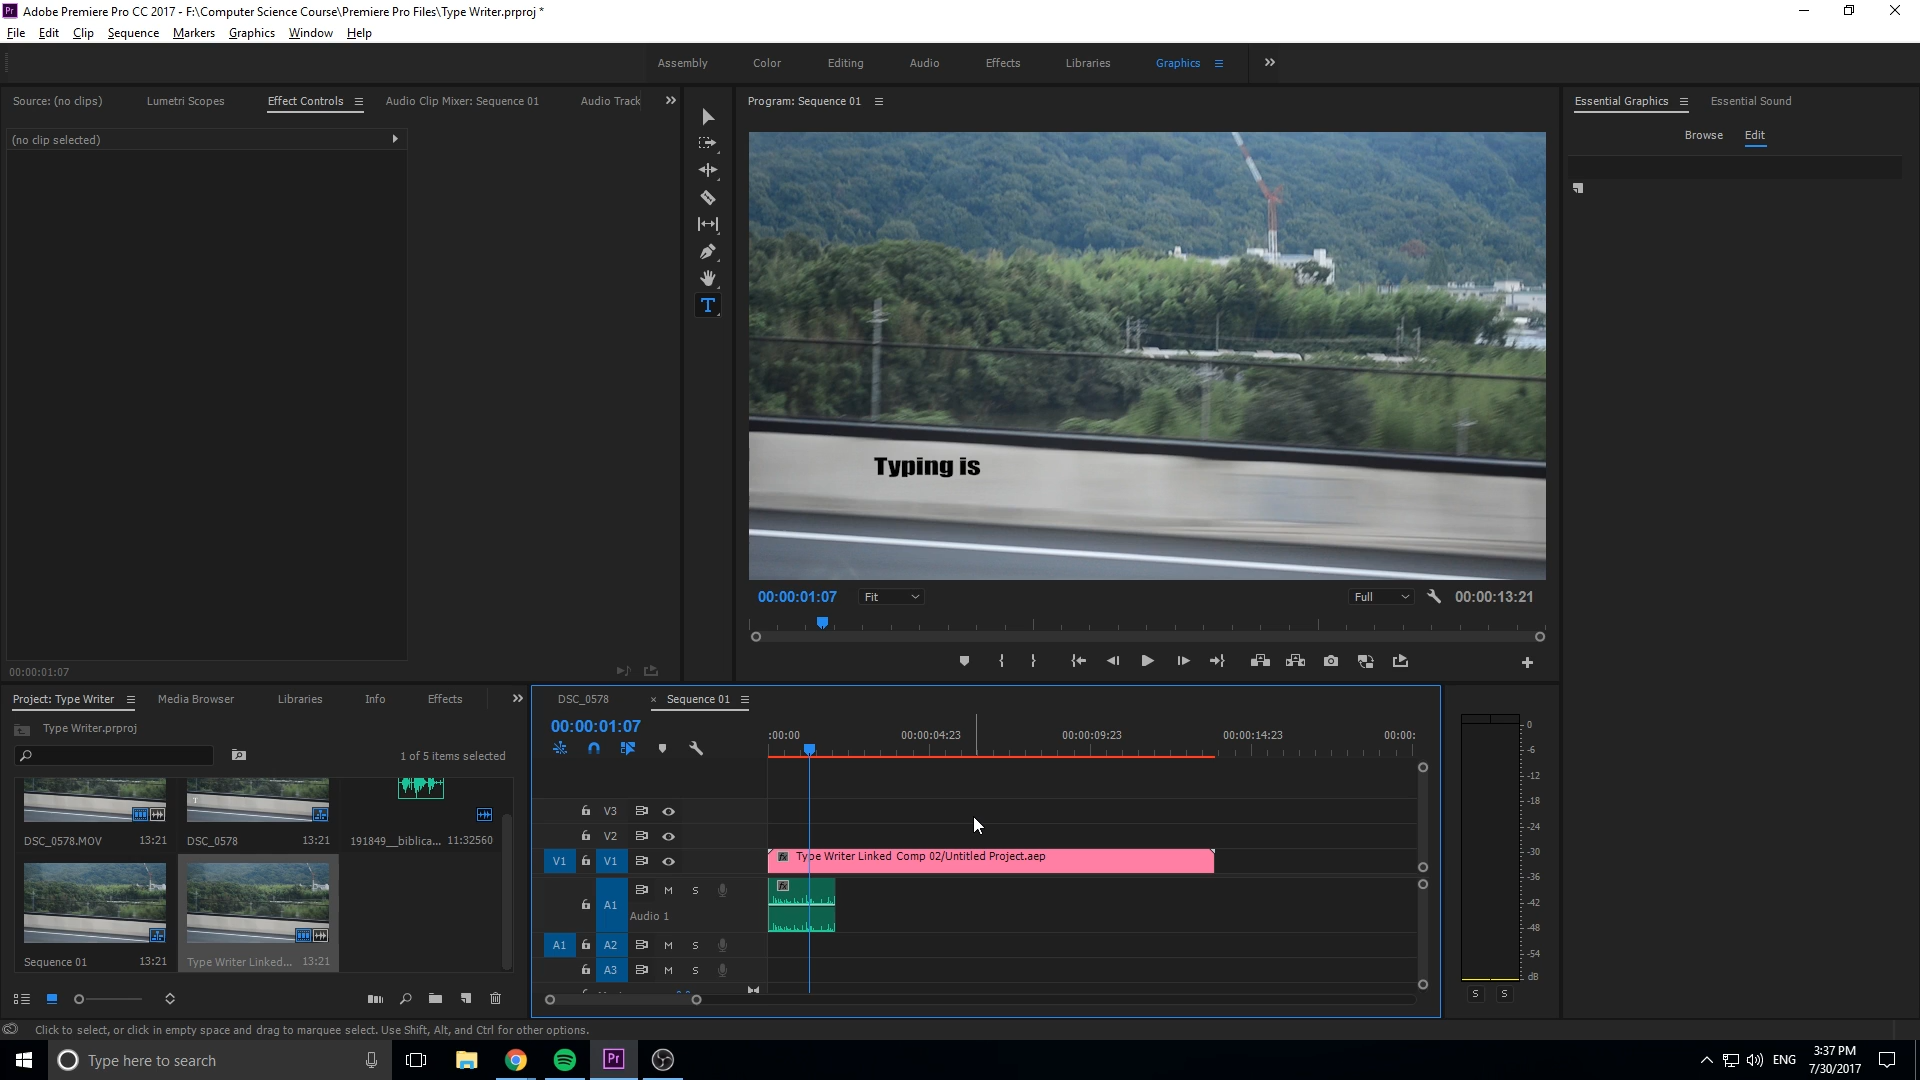 Adobe Premiere Pro CC 2017 - F:\Computer Science Course\Premiere Pro Files\Type Writer.prproj *
File Edit Clip Sequence Markers Graphics Window Help
Assembly Color Editing Audio Effects Libraries Graphics
Source: (no clips) Lumetri Scopes Effect Controls Audio Clip Mixer: Sequence 01 Audio Track
(no clip selected)
00:00:01:07
Program: Sequence 01
Typing is
00:00:01:07 Fit Full 00:00:13:21
Essential Graphics Essential Sound
Browse Edit
Project: Type Writer Media Browser Libraries Info Effects
Type Writer.prproj
1 of 5 items selected
DSC_0578.MOV 13:21 DSC_0578 13:21 191849__biblica... 11:32560
Sequence 01 13:21 Type Writer Linked... 13:21
DSC_0578 × Sequence 01
00:00:01:07
:00:00 00:00:04:23 00:00:09:23 00:00:14:23 00:00:
V3
V2
V1 V1 fx Type Writer Linked Comp 02/Untitled Project.aep
A1 M S fx
Audio 1
A1 A2 M S
A3 M S
0
-6
-12
-18
-24
-30
-36
-42
-48
-54
dB
S S
Click to select, or click in empty space and drag to marquee select. Use Shift, Alt, and Ctrl for other options.
Type here to search
Pr
ENG
3:37 PM
7/30/2017